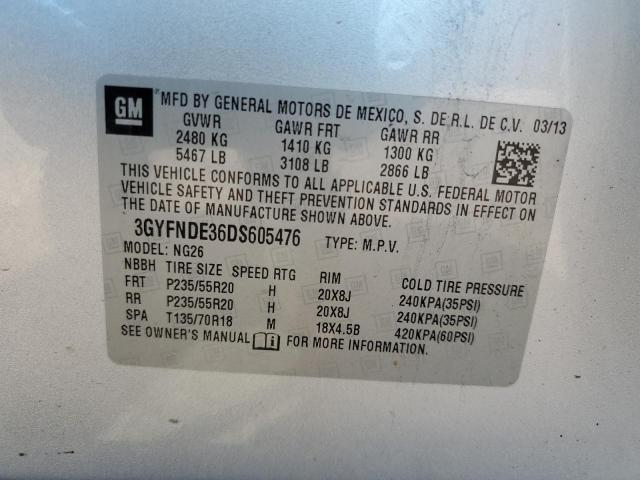 GM
MFD BY GENERAL MOTORS DE MEXICO, S. DE R.L. DE C.V. 03/13
GVWR GAWR FRT GAWR RR
2480 KG 1410 KG 1300 KG
5467 LB 3108 LB 2866 LB
THIS VEHICLE CONFORMS TO ALL APPLICABLE U.S. FEDERAL MOTOR
VEHICLE SAFETY AND THEFT PREVENTION STANDARDS IN EFFECT ON
THE DATE OF MANUFACTURE SHOWN ABOVE.
3GYFNDE36DS605476 TYPE: M.P.V.
MODEL: NG26
NBBH TIRE SIZE SPEED RTG RIM COLD TIRE PRESSURE
FRT P235/55R20 H 20X8J 240KPA(35PSI)
RR P235/55R20 H 20X8J 240KPA(35PSI)
SPA T135/70R18 M 18X4.5B 420KPA(60PSI)
SEE OWNER'S MANUAL FOR MORE INFORMATION.